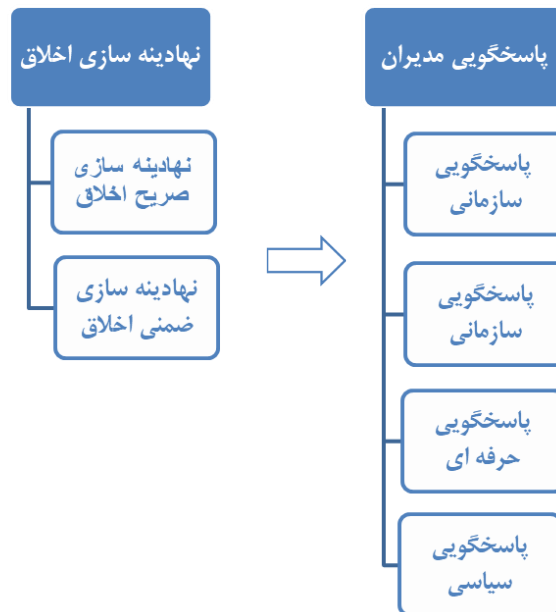 پاسخگویی مدیران
پاسخگویی
سازمانی
پاسخگویی
سازمانی
پاسخگویی
حرفه ای
پاسخگویی
سیاسی
نهادینه سازی اخلاق
نهادینه سازی
صریح اخلاق
نهادینه سازی
ضمنی اخلاق